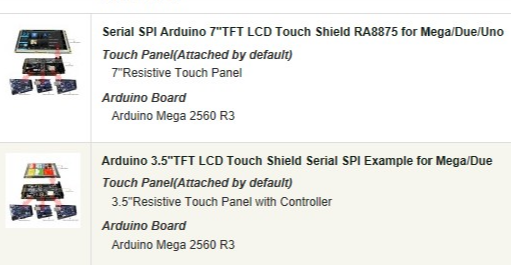 Serial SPI Arduino 7"TFT LCD Touch Shield RA8875 for Mega/Due/Uno
Touch Panel(Attached by default)
7"Resistive Touch Panel
Arduino Board
Arduino Mega 2560 R3
Arduino 3.5"TFT LCD Touch Shield Serial SPI Example for Mega/Due
Touch Panel(Attached by default)
3.5"Resistive Touch Panel with Controller
Arduino Board
Arduino Mega 2560 R3